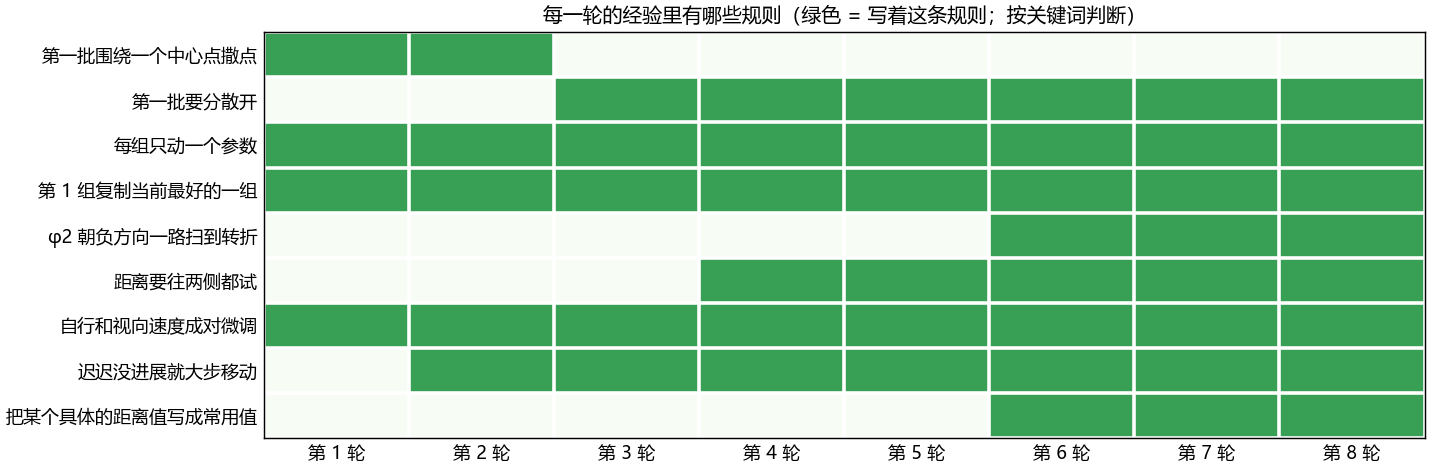 每一轮的经验里有哪些规则（绿色 = 写着这条规则；按关键词判断）
第一批围绕一个中心点撒点
第一批要分散开
每组只动一个参数
第 1 组复制当前最好的一组
φ2 朝负方向一路扫到转折
距离要往两侧都试
自行和视向速度成对微调
迟迟没进展就大步移动
把某个具体的距离值写成常用值
第 1 轮 第 2 轮 第 3 轮 第 4 轮 第 5 轮 第 6 轮 第 7 轮 第 8 轮